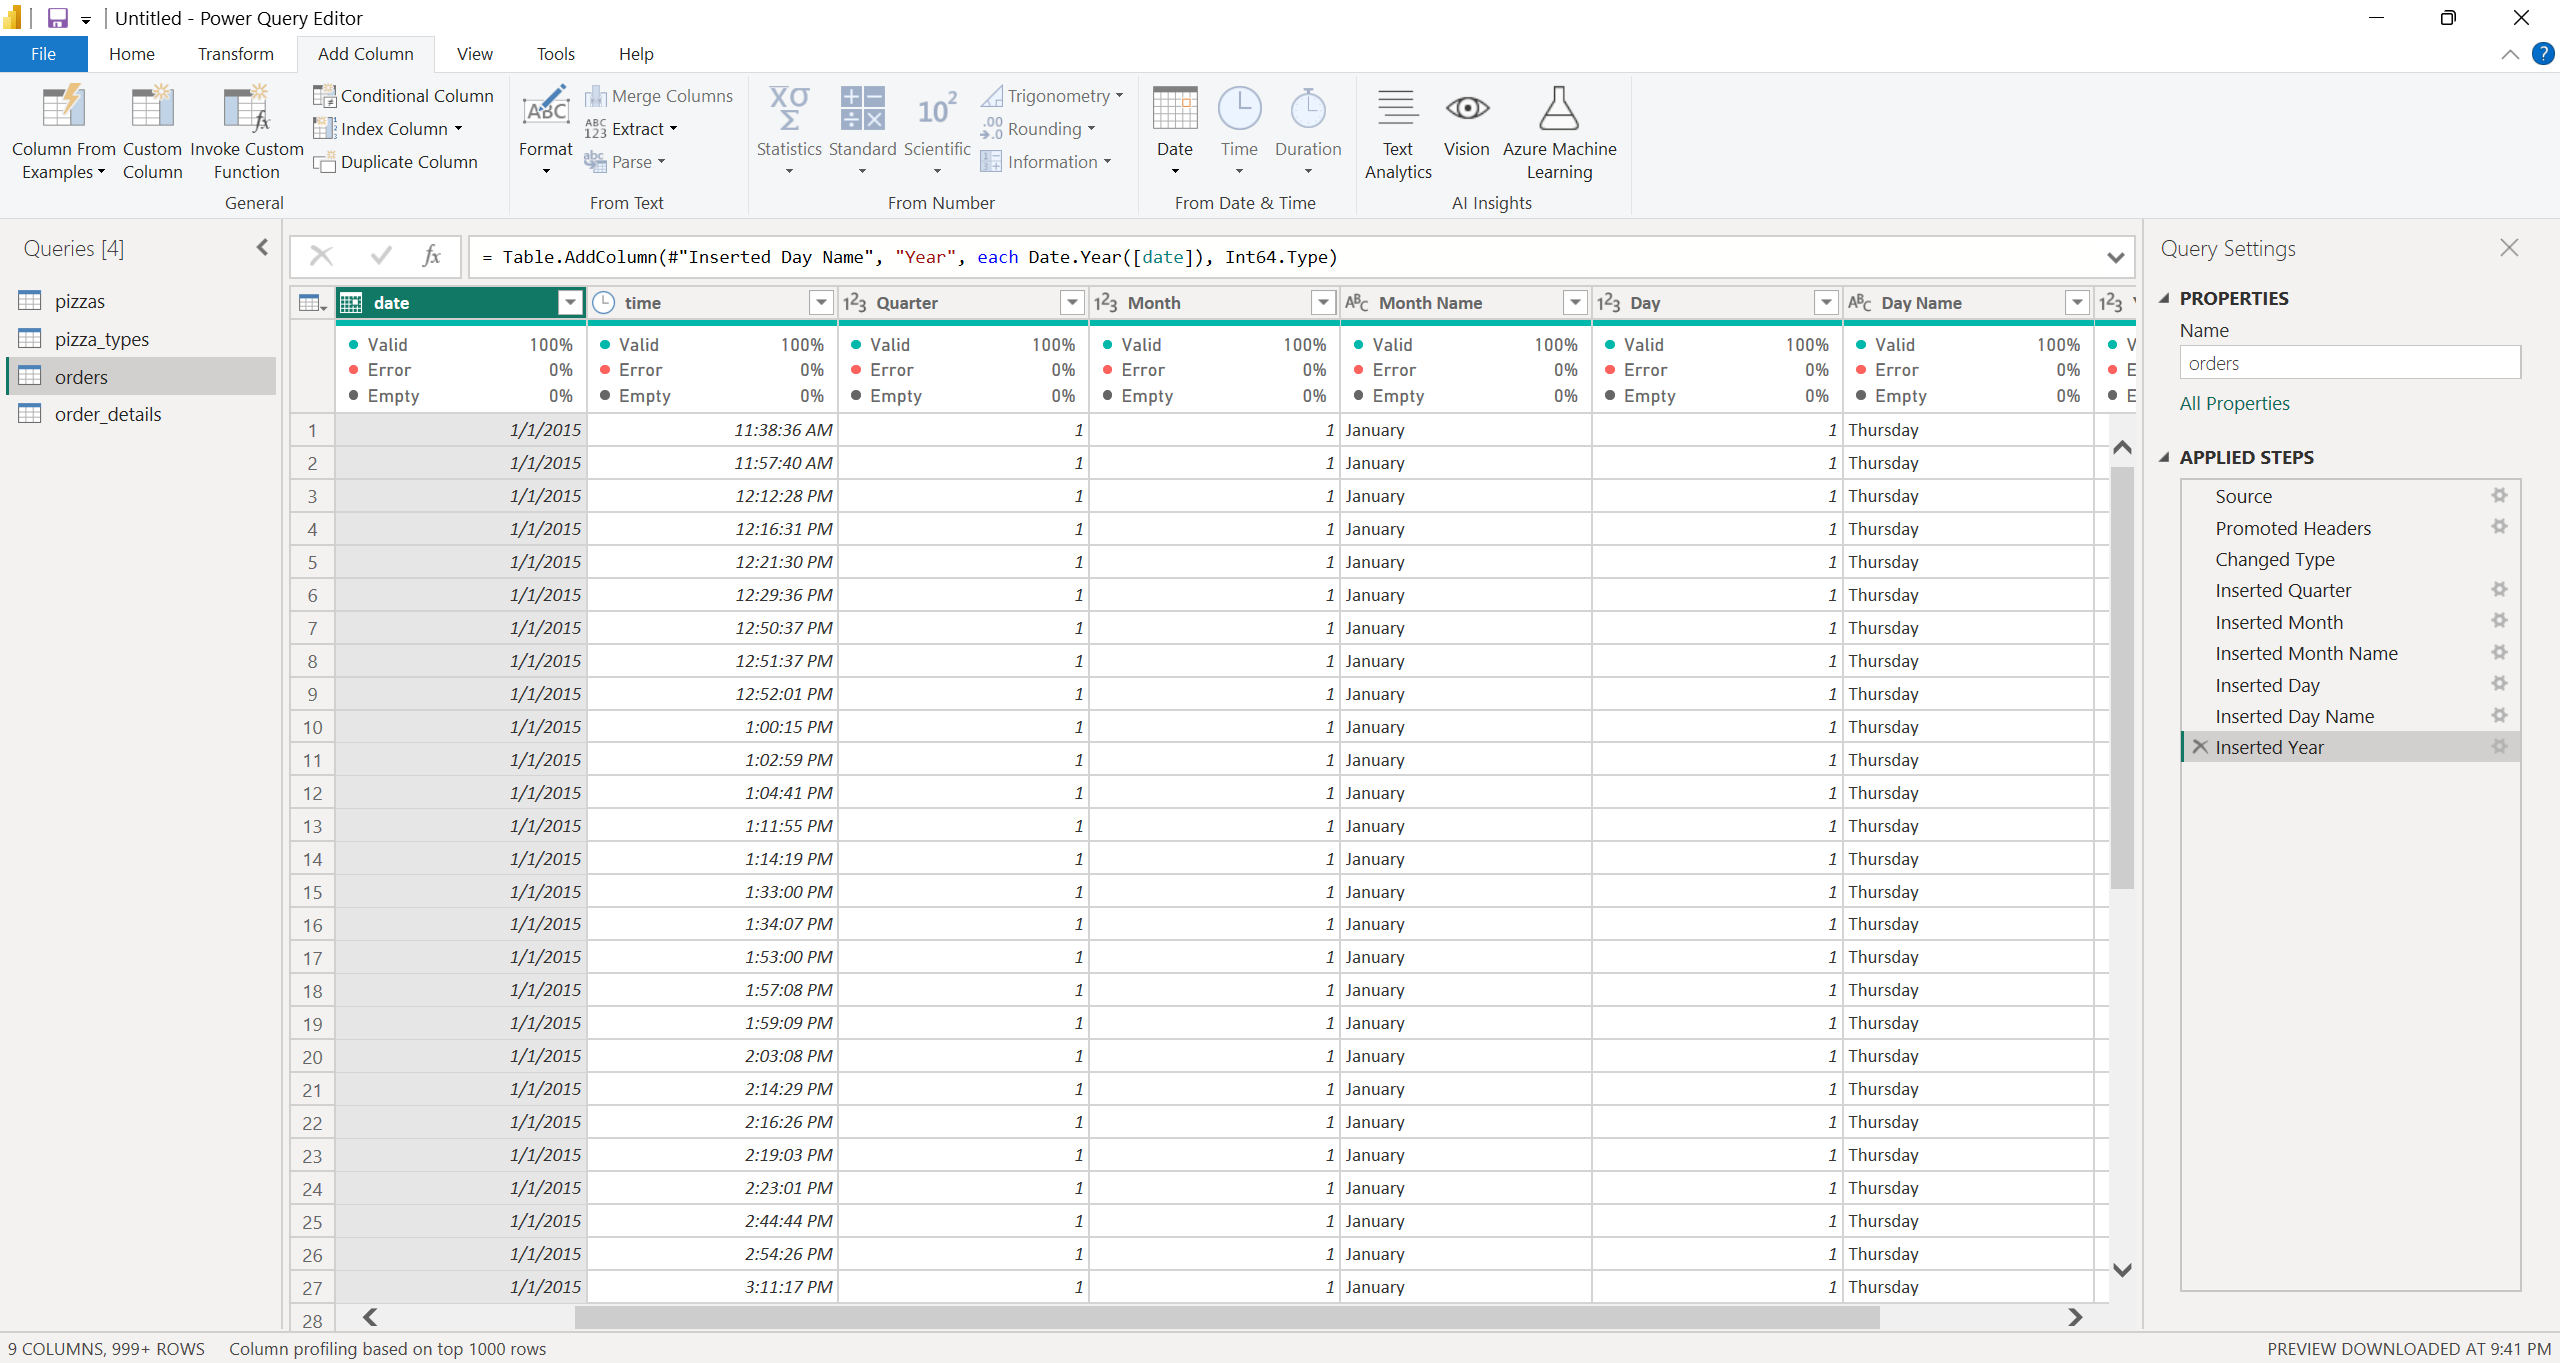 Untitled - Power Query Editor
File Home Transform Add Column View Tools Help
Column From Examples
Custom Column
Invoke Custom Function
Conditional Column
Index Column
Duplicate Column
General
Format
Merge Columns
Extract
Parse
From Text
Statistics
Standard
Scientific
Trigonometry
Rounding
Information
From Number
Date
Time
Duration
From Date & Time
Text Analytics
Vision
Azure Machine Learning
AI Insights
Queries [4]
pizzas
pizza_types
orders
order_details
= Table.AddColumn(#"Inserted Day Name", "Year", each Date.Year([date]), Int64.Type)
date time Quarter Month Month Name Day Day Name
Valid 100% Valid 100% Valid 100% Valid 100% Valid 100% Valid 100% Valid 100% V
Error 0% Error 0% Error 0% Error 0% Error 0% Error 0% Error 0% E
Empty 0% Empty 0% Empty 0% Empty 0% Empty 0% Empty 0% Empty 0% E
1 1/1/2015 11:38:36 AM 1 1 January 1 Thursday
2 1/1/2015 11:57:40 AM 1 1 January 1 Thursday
3 1/1/2015 12:12:28 PM 1 1 January 1 Thursday
4 1/1/2015 12:16:31 PM 1 1 January 1 Thursday
5 1/1/2015 12:21:30 PM 1 1 January 1 Thursday
6 1/1/2015 12:29:36 PM 1 1 January 1 Thursday
7 1/1/2015 12:50:37 PM 1 1 January 1 Thursday
8 1/1/2015 12:51:37 PM 1 1 January 1 Thursday
9 1/1/2015 12:52:01 PM 1 1 January 1 Thursday
10 1/1/2015 1:00:15 PM 1 1 January 1 Thursday
11 1/1/2015 1:02:59 PM 1 1 January 1 Thursday
12 1/1/2015 1:04:41 PM 1 1 January 1 Thursday
13 1/1/2015 1:11:55 PM 1 1 January 1 Thursday
14 1/1/2015 1:14:19 PM 1 1 January 1 Thursday
15 1/1/2015 1:33:00 PM 1 1 January 1 Thursday
16 1/1/2015 1:34:07 PM 1 1 January 1 Thursday
17 1/1/2015 1:53:00 PM 1 1 January 1 Thursday
18 1/1/2015 1:57:08 PM 1 1 January 1 Thursday
19 1/1/2015 1:59:09 PM 1 1 January 1 Thursday
20 1/1/2015 2:03:08 PM 1 1 January 1 Thursday
21 1/1/2015 2:14:29 PM 1 1 January 1 Thursday
22 1/1/2015 2:16:26 PM 1 1 January 1 Thursday
23 1/1/2015 2:19:03 PM 1 1 January 1 Thursday
24 1/1/2015 2:23:01 PM 1 1 January 1 Thursday
25 1/1/2015 2:44:44 PM 1 1 January 1 Thursday
26 1/1/2015 2:54:26 PM 1 1 January 1 Thursday
27 1/1/2015 3:11:17 PM 1 1 January 1 Thursday
28
Query Settings
PROPERTIES
Name
orders
All Properties
APPLIED STEPS
Source
Promoted Headers
Changed Type
Inserted Quarter
Inserted Month
Inserted Month Name
Inserted Day
Inserted Day Name
Inserted Year
9 COLUMNS, 999+ ROWS Column profiling based on top 1000 rows
PREVIEW DOWNLOADED AT 9:41 PM